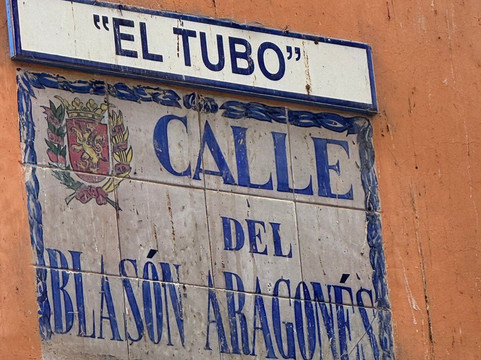 "EL TUBO"
CALLE
DEL
BLASÓN ARAGONÉS